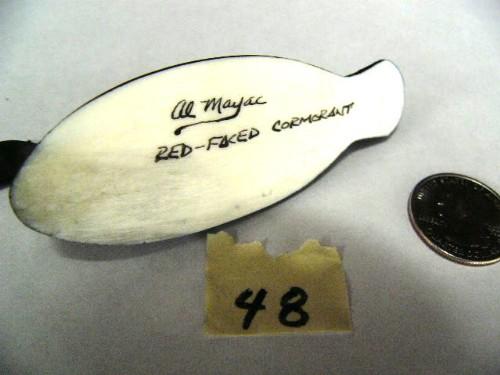 Al Mayac
RED-FACED CORMORANT
48